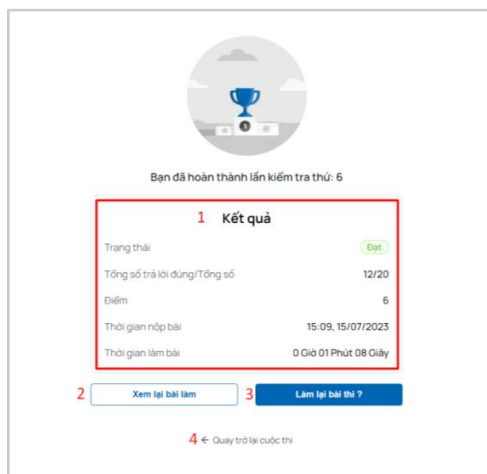 Bạn đã hoàn thành lần kiểm tra thứ: 6
1 Kết quả
Trạng thái Đạt
Tổng số trả lời đúng/Tổng số 12/20
Điểm 6
Thời gian nộp bài 15:09, 15/07/2023
Thời gian làm bài 0 Giờ 01 Phút 08 Giây
2 Xem lại bài làm 3 Làm lại bài thi ?
4 ← Quay trở lại cuộc thi